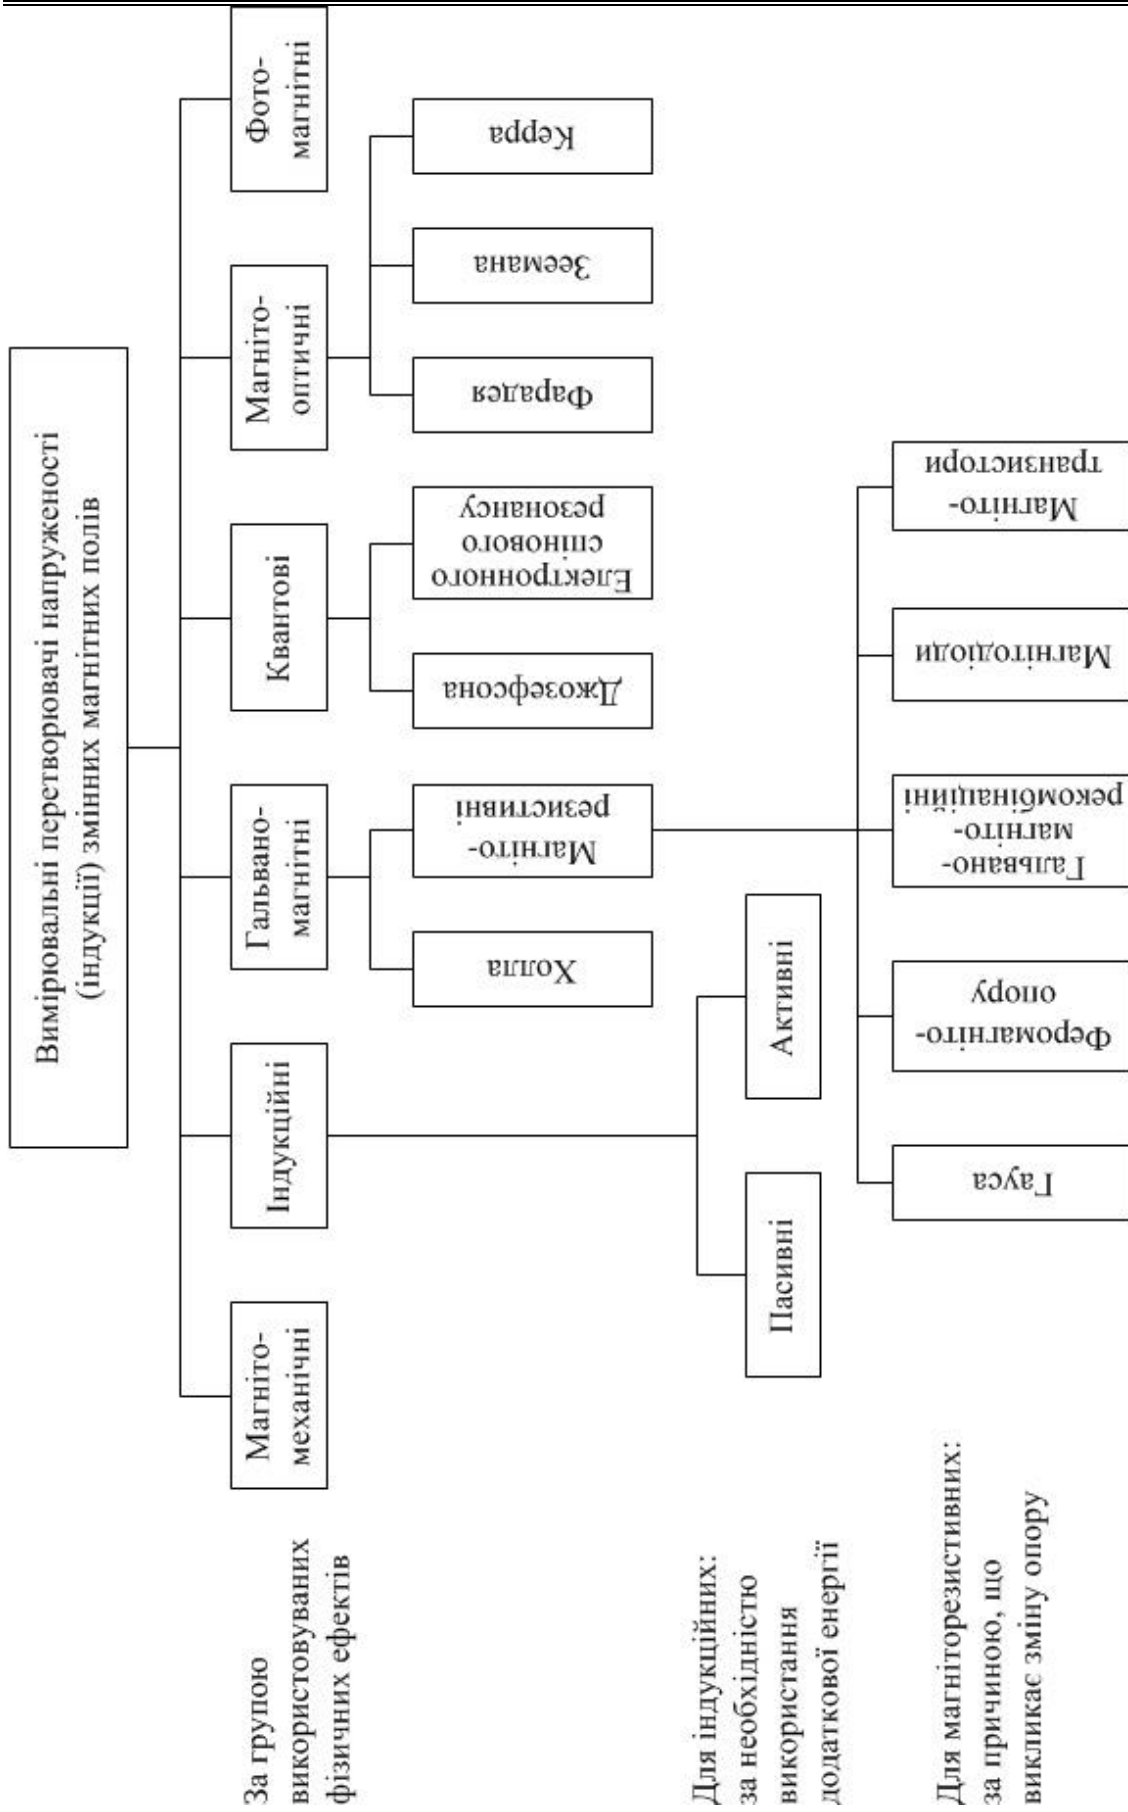 Вимірювальні перетворювачі напруженості
(індукції) змінних магнітних полів
За групою
використовуваних
фізичних ефектів
Магніто-
механічні
Індукційні
Гальвано-
магнітні
Квантові
Магніто-
оптичні
Фото-
магнітні
Холла
Магніто-
резистивні
Джозефсона
Електронного
спінового
резонансу
Фарадея
Зеемана
Керра
Для індукційних:
за необхідністю
використання
додаткової енергії
Пасивні
Активні
Для магніторезистивних:
за причиною, що
викликає зміну опору
Гауса
Феромагніто-
опору
Гальвано-
магніто-
рекомбінаційні
Магнітодіоди
Магніто-
транзистори